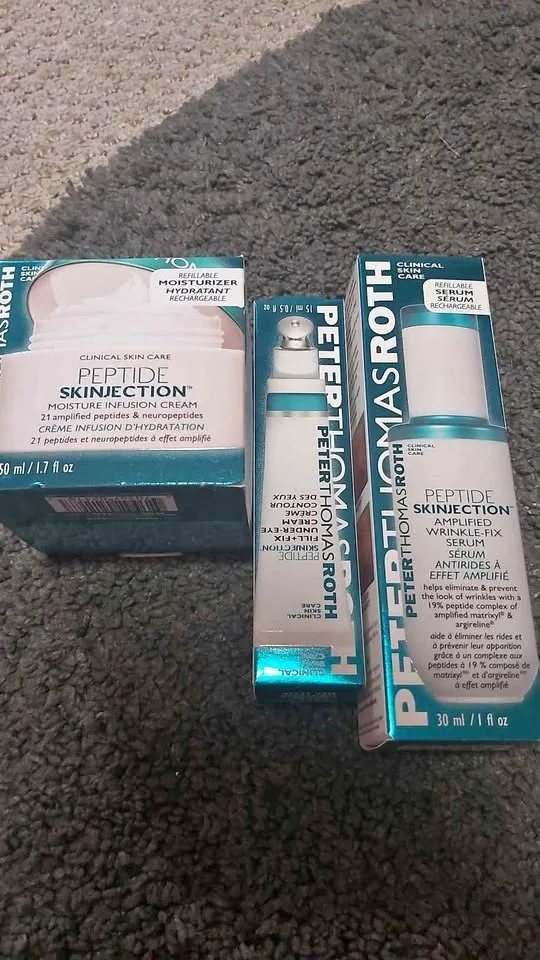 MASROTH
CLIN
SKIN
CA
REFILLABLE
MOISTURIZER
HYDRATANT
RECHARGEABLE
CLINICAL SKIN CARE
PEPTIDE
SKINJECTION™
MOISTURE INFUSION CREAM
21 amplified peptides & neuropeptides
CRÈME INFUSION D'HYDRATATION
21 peptides et neuropeptides à effet amplifié
50 ml / 1.7 fl oz
15 ml / 0.5 fl oz
PETERTHOMASROTH
PETERTHOMASROTH
CLINICAL
SKIN
CARE
PEPTIDE
SKINJECTION™
FILL-FIX
UNDER-EYE
CREAM
CRÈME
CONTOUR
DES YEUX
CLINICAL
PETERTHOMASROTH
CLINICAL
SKIN
CARE
REFILLABLE
SERUM
SÉRUM
RECHARGEABLE
PETERTHOMASROTH
CLINICAL
SKIN
CARE
PEPTIDE
SKINJECTION™
AMPLIFIED
WRINKLE-FIX
SERUM
SÉRUM
ANTIRIDES À
EFFET AMPLIFIÉ
helps eliminate & prevent
the look of wrinkles with a
19% peptide complex of
amplified matrixyl® &
argireline®
aide à éliminer les rides et
à prévenir leur apparition
grâce à un complexe aux
peptides à 19 % composé de
matrixyl™ et d'argireline™
à effet amplifié
30 ml / 1 fl oz